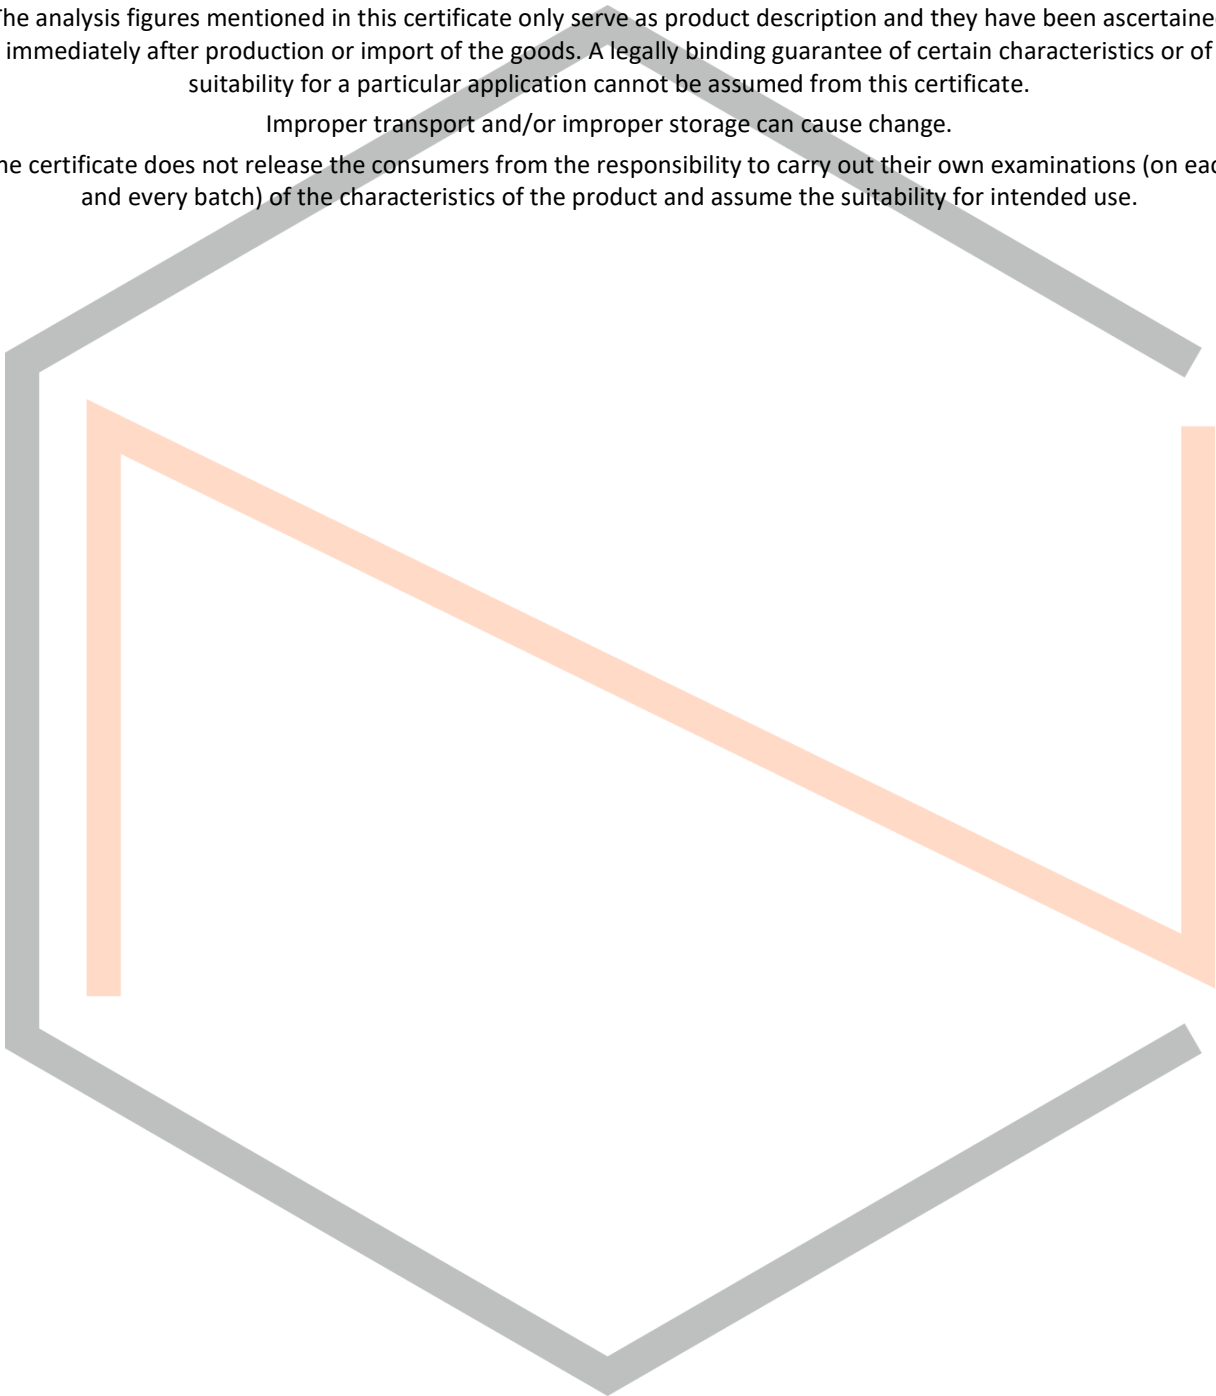 The analysis figures mentioned in this certificate only serve as product description and they have been ascertained
immediately after production or import of the goods. A legally binding guarantee of certain characteristics or of
suitability for a particular application cannot be assumed from this certificate.
Improper transport and/or improper storage can cause change.
The certificate does not release the consumers from the responsibility to carry out their own examinations (on each
and every batch) of the characteristics of the product and assume the suitability for intended use.